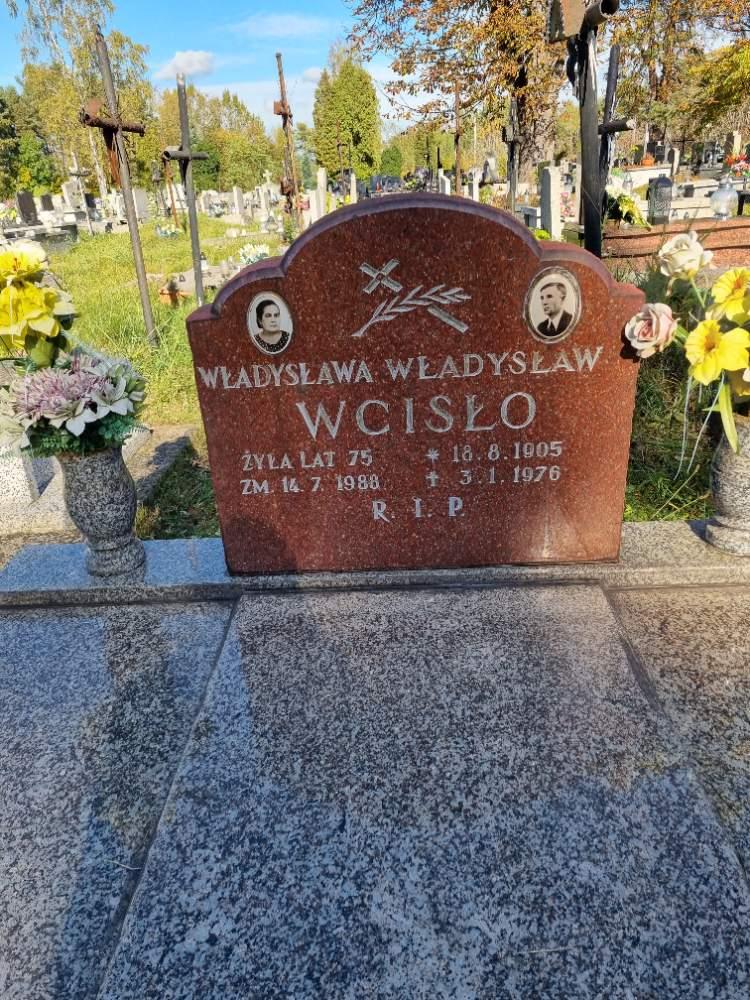 WŁADYSŁAWA WŁADYSŁAW
WCISŁO
ŻYŁA LAT 75 * 18.8.1905
ZM. 14.7.1988 ✝ 3.1.1976
R. I. P.